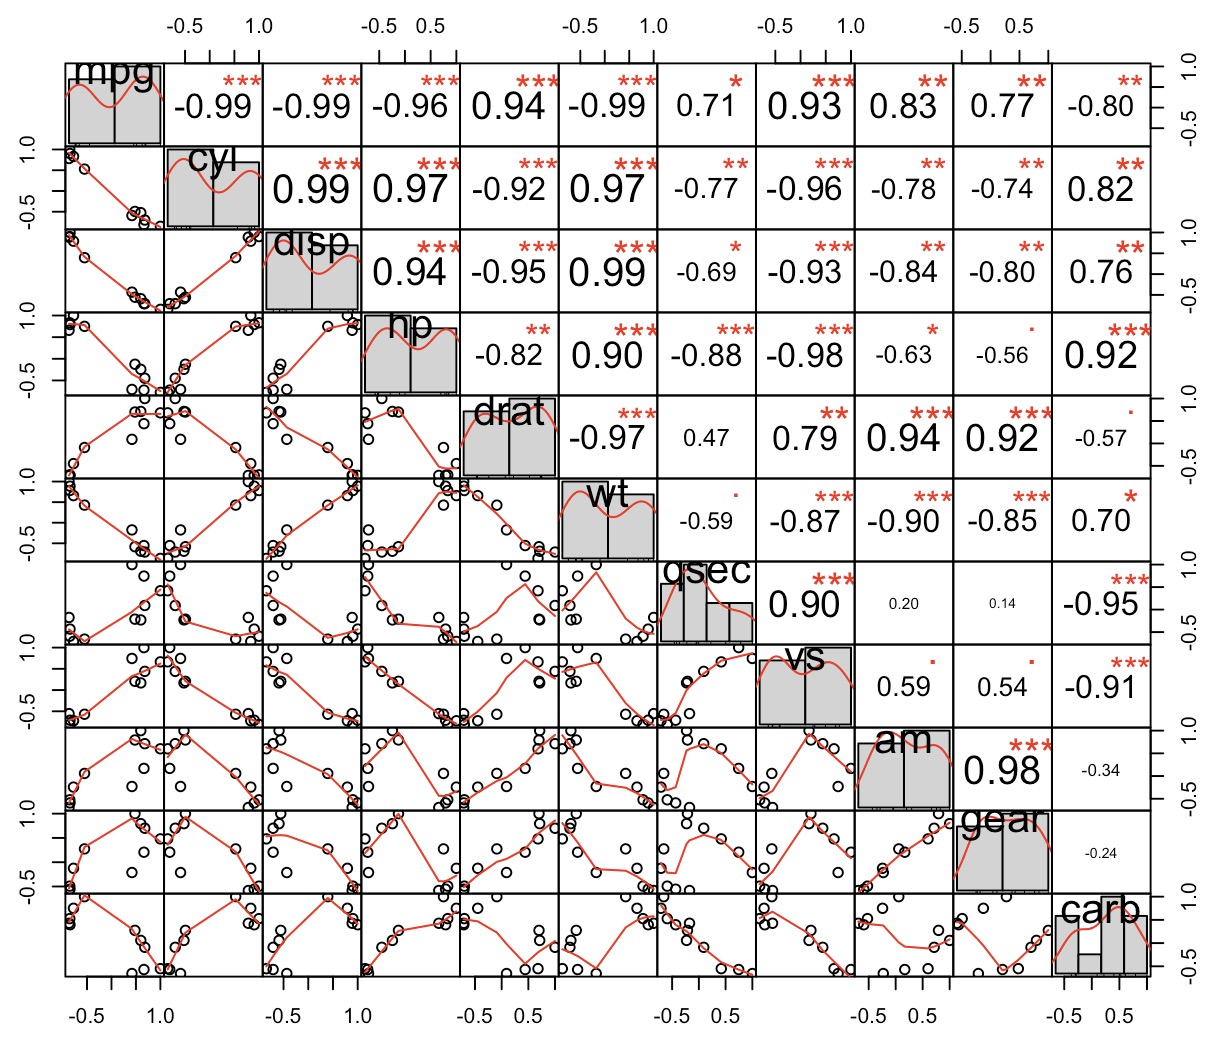 -0.5 1.0 -0.5 0.5 -0.5 1.0 -0.5 1.0 -0.5 0.5
mpg *** -0.99 *** -0.99 *** -0.96 *** 0.94 *** -0.99 * 0.71 *** 0.93 ** 0.83 ** 0.77 ** -0.80 -0.5 1.0
-0.5 1.0 cyl *** 0.99 *** 0.97 *** -0.92 *** 0.97 ** -0.77 *** -0.96 ** -0.78 ** -0.74 ** 0.82
disp *** 0.94 *** -0.95 *** 0.99 * -0.69 *** -0.93 ** -0.84 ** -0.80 ** 0.76 -0.5 1.0
-0.5 1.0 hp ** -0.82 *** 0.90 *** -0.88 *** -0.98 * -0.63 . -0.56 *** 0.92
drat *** -0.97 0.47 ** 0.79 *** 0.94 *** 0.92 . -0.57 -0.5 1.0
-0.5 1.0 wt . -0.59 *** -0.87 *** -0.90 *** -0.85 * 0.70
qsec *** 0.90 0.20 0.14 *** -0.95 -0.5 1.0
-0.5 1.0 vs . 0.59 . 0.54 *** -0.91
am *** 0.98 -0.34 -0.5 1.0
-0.5 1.0 gear -0.24
carb -0.5 1.0
-0.5 1.0 -0.5 1.0 -0.5 0.5 -0.5 0.5 -0.5 0.5 -0.5 0.5